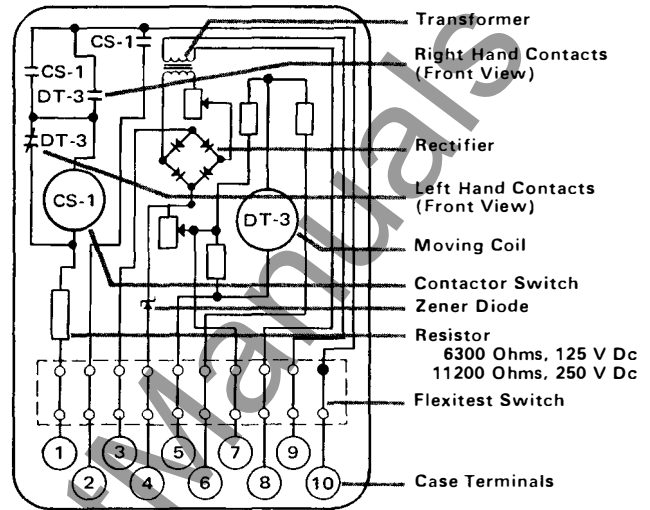 CS-1
CS-1
DT-3
DT-3
CS-1
DT-3
Transformer
Right Hand Contacts
(Front View)
Rectifier
Left Hand Contacts
(Front View)
Moving Coil
Contactor Switch
Zener Diode
Resistor
6300 Ohms, 125 V Dc
11200 Ohms, 250 V Dc
Flexitest Switch
Case Terminals
1
2
3
4
5
6
7
8
9
10
Manuals